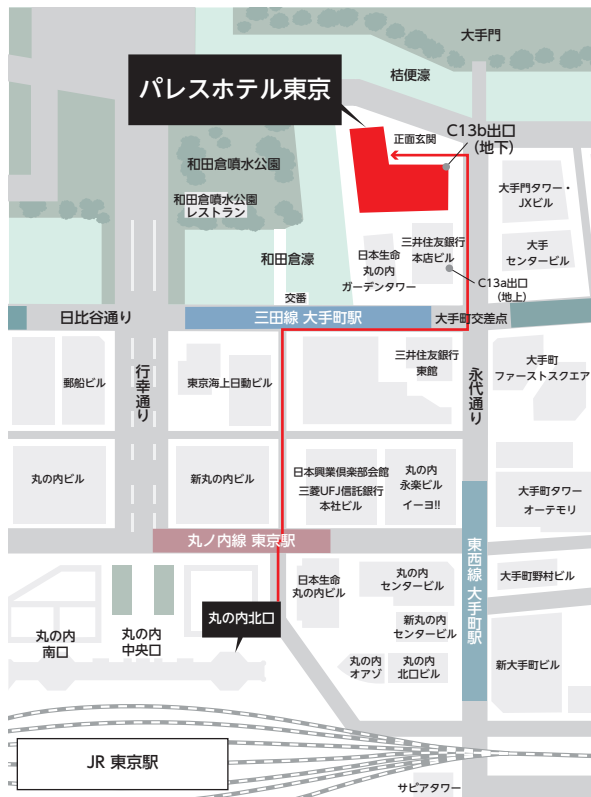 大手門
桔便濠
パレスホテル東京
正面玄関
C13b出口
(地下)
和田倉噴水公園
和田倉噴水公園
レストラン
大手門タワー・
JXビル
三井住友銀行
本店ビル
大手
センタービル
和田倉濠
日本生命
丸の内
ガーデンタワー
C13a出口
(地上)
交番
日比谷通り
三田線 大手町駅
大手町交差点
三井住友銀行
東館
大手町
ファーストスクエア
郵船ビル
行幸通り
東京海上日動ビル
永代通り
丸の内ビル
新丸の内ビル
日本興業倶楽部会館
三菱UFJ信託銀行
本社ビル
丸の内
永楽ビル
イーヨ!!
大手町タワー
オーテモリ
丸ノ内線 東京駅
東西線 大手町駅
日本生命
丸の内ビル
丸の内
センタービル
大手町野村ビル
丸の内北口
新丸の内
センタービル
丸の内
南口
丸の内
中央口
丸の内
オアゾ
丸の内
北口ビル
新大手町ビル
JR 東京駅
サピアタワー